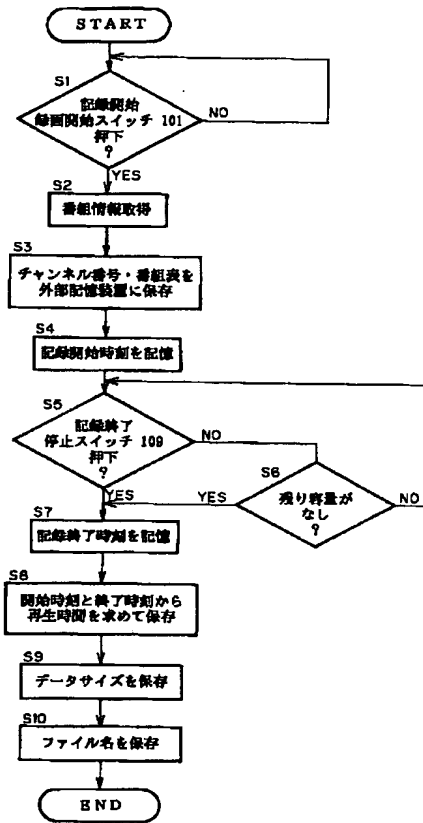 START
S1
記録開始
録画開始スイッチ 101
押下
?
NO
YES
S2
番組情報取得
S3
チャンネル番号・番組表を
外部記憶装置に保存
S4
記録開始時刻を記憶
S5
記録終了
停止スイッチ 109
押下
?
NO
YES
S6
残り容量が
なし
?
YES
NO
S7
記録終了時刻を記憶
S8
開始時刻と終了時刻から
再生時間を求めて保存
S9
データサイズを保存
S10
ファイル名を保存
END